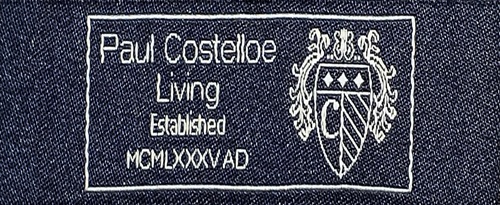 Paul Costelloe
Living
Established
MCMLXXXV AD
C